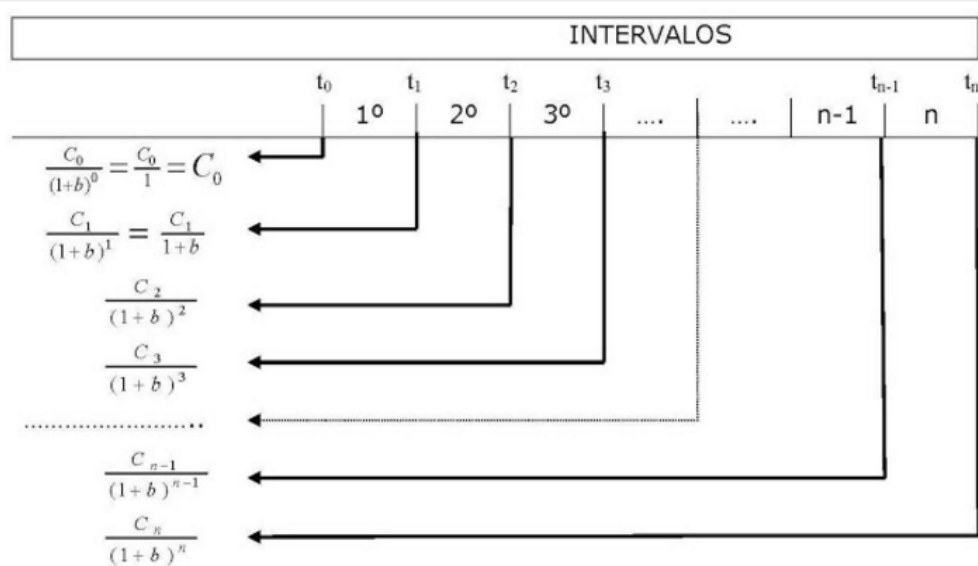 INTERVALOS
t₀ t₁ t₂ t₃ tₙ₋₁ tₙ
1º 2º 3º .... .... n-1 n
C₀/(1+b)⁰ = C₀/1 = C₀
C₁/(1+b)¹ = C₁/1+b
C₂/(1+b)²
C₃/(1+b)³
........................
Cₙ₋₁/(1+b)ⁿ⁻¹
Cₙ/(1+b)ⁿ